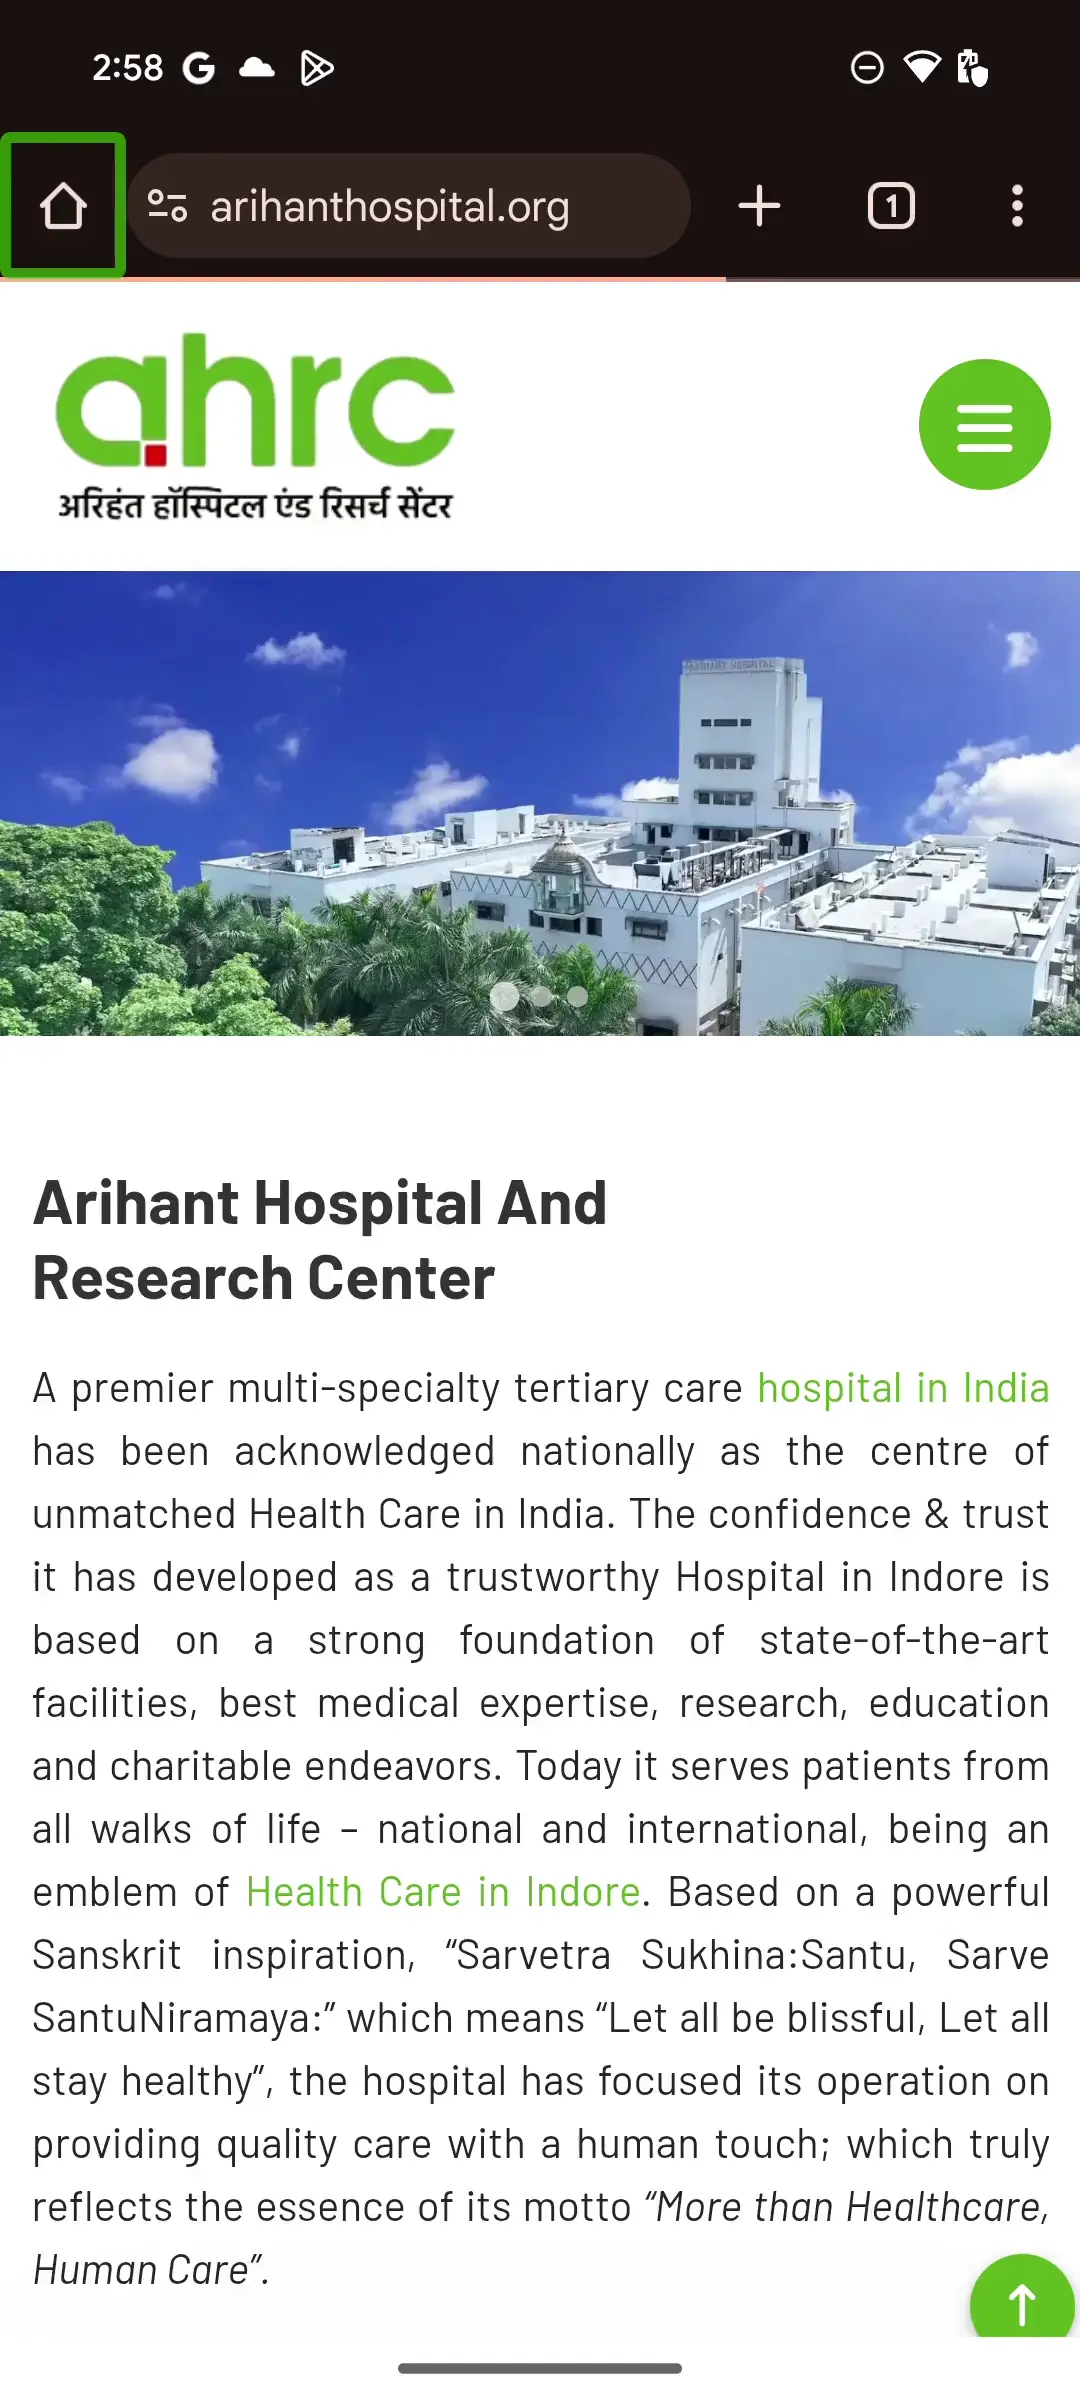 2:58
arihanthospital.org
1
ahrc
अरिहंत हॉस्पिटल एंड रिसर्च सेंटर
ARIHANT HOSPITAL
Arihant Hospital And
Research Center
A premier multi-specialty tertiary care hospital in India
has been acknowledged nationally as the centre of
unmatched Health Care in India. The confidence & trust
it has developed as a trustworthy Hospital in Indore is
based on a strong foundation of state-of-the-art
facilities, best medical expertise, research, education
and charitable endeavors. Today it serves patients from
all walks of life – national and international, being an
emblem of Health Care in Indore. Based on a powerful
Sanskrit inspiration, “Sarvetra Sukhina:Santu, Sarve
SantuNiramaya:” which means “Let all be blissful, Let all
stay healthy”, the hospital has focused its operation on
providing quality care with a human touch; which truly
reflects the essence of its motto “More than Healthcare,
Human Care”.